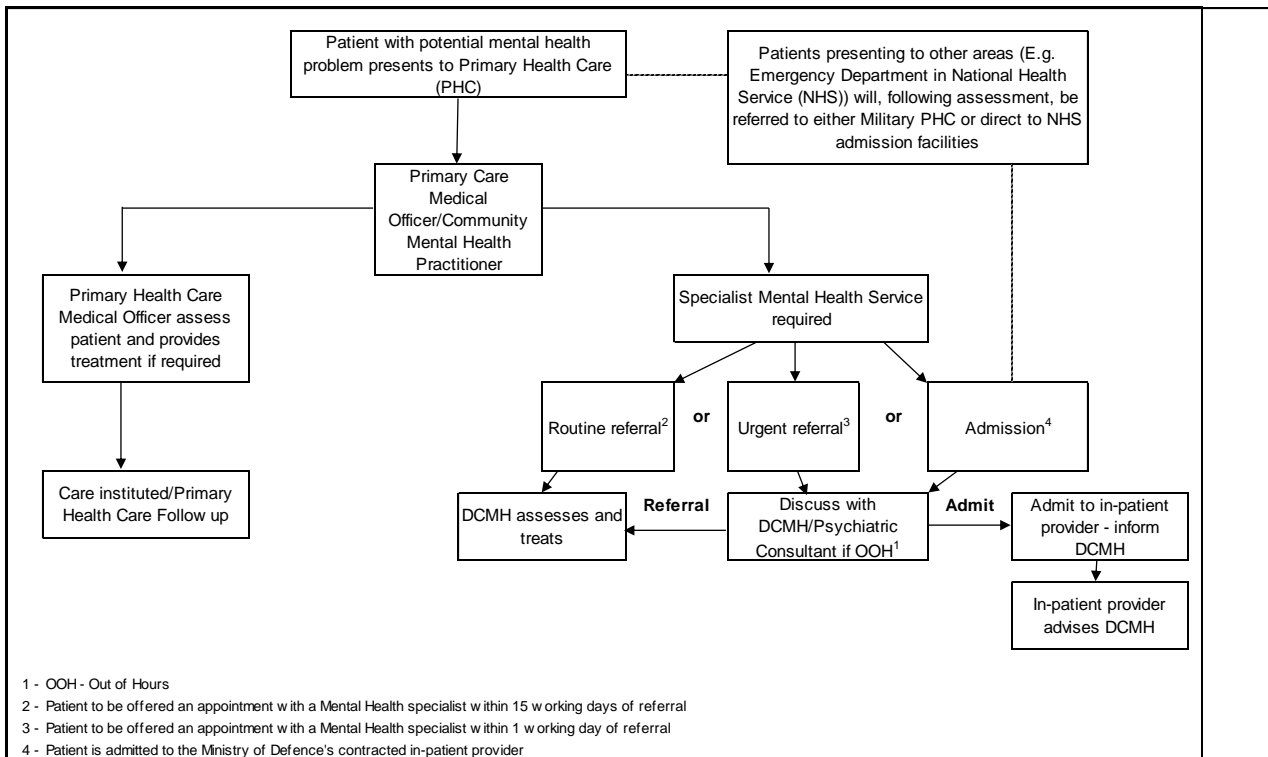 Patient with potential mental health
problem presents to Primary Health Care
(PHC)
Patients presenting to other areas (E.g.
Emergency Department in National Health
Service (NHS)) will, following assessment, be
referred to either Military PHC or direct to NHS
admission facilities
Primary Care
Medical
Officer/Community
Mental Health
Practitioner
Primary Health Care
Medical Officer assess
patient and provides
treatment if required
Specialist Mental Health Service
required
Routine referral²
or
Urgent referral³
or
Admission⁴
Care instituted/Primary
Health Care Follow up
DCMH assesses and
treats
Referral
Discuss with
DCMH/Psychiatric
Consultant if OOH¹
Admit
Admit to in-patient
provider - inform
DCMH
In-patient provider
advises DCMH
1 - OOH - Out of Hours
2 - Patient to be offered an appointment with a Mental Health specialist within 15 working days of referral
3 - Patient to be offered an appointment with a Mental Health specialist within 1 working day of referral
4 - Patient is admitted to the Ministry of Defence's contracted in-patient provider